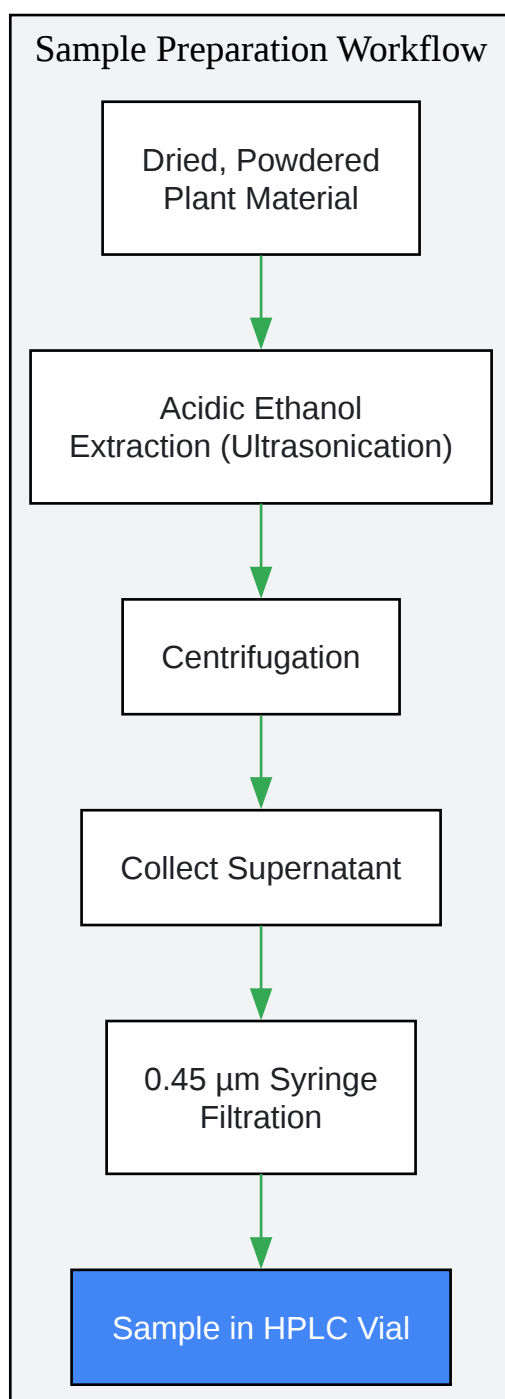 Sample Preparation Workflow
Dried, Powdered
Plant Material
Acidic Ethanol
Extraction (Ultrasonication)
Centrifugation
Collect Supernatant
0.45 µm Syringe
Filtration
Sample in HPLC Vial